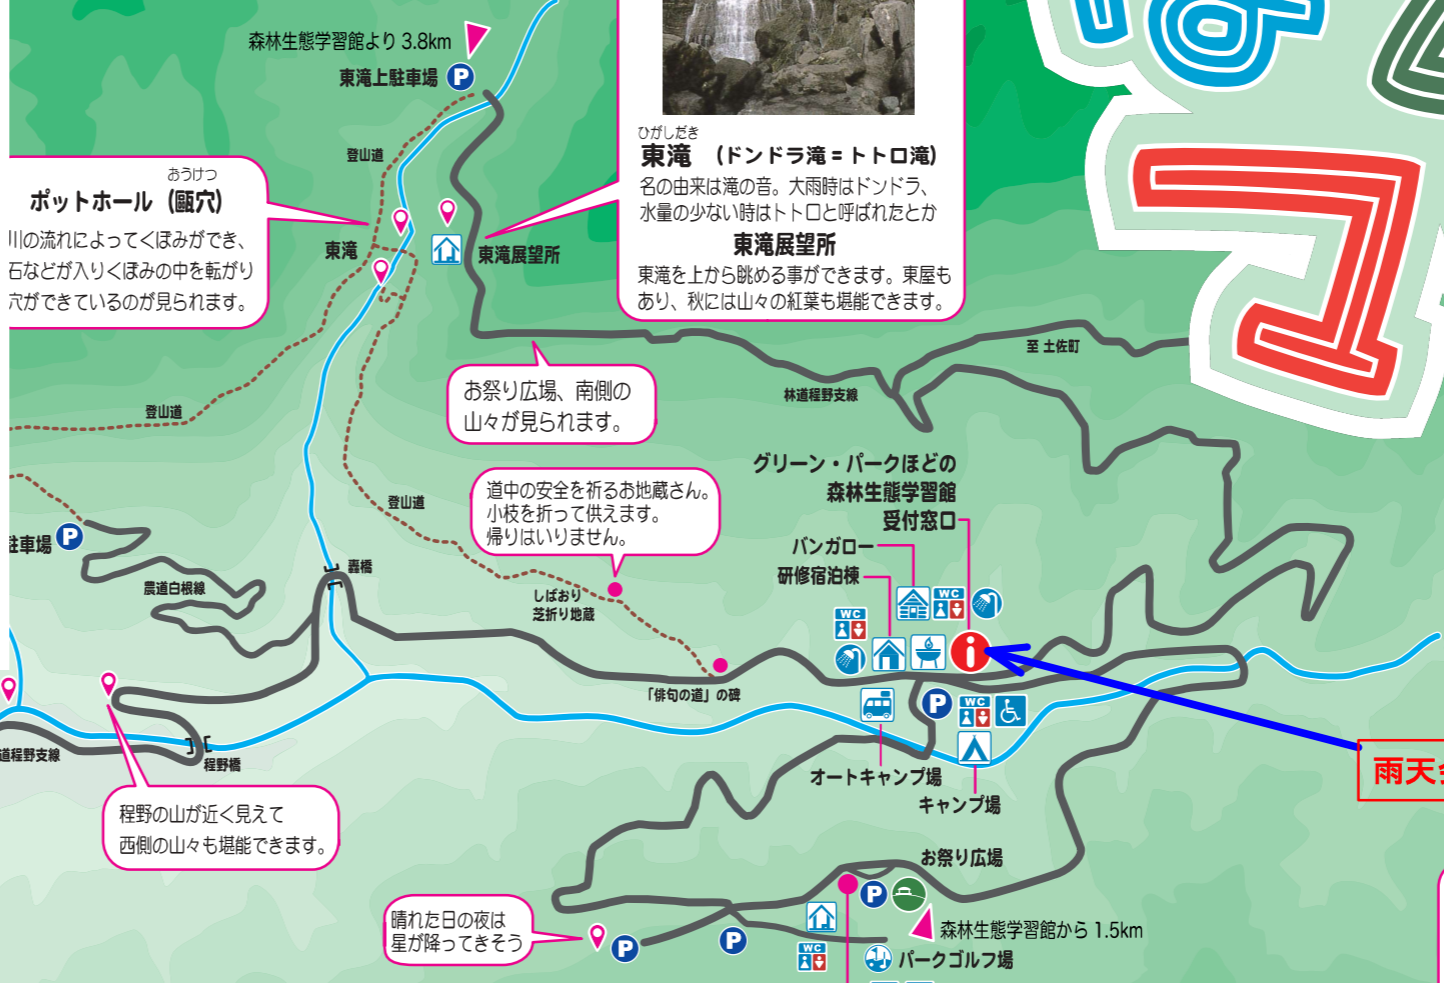 森林生態学習館より 3.8km
東滝上駐車場
P
登山道
おうけつ
ポットホール (甌穴)
川の流れによってくぼみができ、
石などが入りくぼみの中を転がり
穴ができているのが見られます。
東滝
東滝展望所
ひがしだき
東滝 (ドンドラ滝=トトロ滝)
名の由来は滝の音。大雨時はドンドラ、
水量の少ない時はトトロと呼ばれたとか
東滝展望所
東滝を上から眺める事ができます。東屋も
あり、秋には山々の紅葉も堪能できます。
コ
至 土佐町
林道程野支線
お祭り広場、南側の
山々が見られます。
登山道
登山道
道中の安全を祈るお地蔵さん。
小枝を折って供えます。
帰りはいりません。
しばおり
芝折り地蔵
グリーン・パークほどの
森林生態学習館
受付窓口
バンガロー
研修宿泊棟
WC
WC
i
駐車場
P
農道白根線
「俳句の道」の碑
P
WC
オートキャンプ場
キャンプ場
雨天
道程野支線
程野橋
程野の山が近く見えて
西側の山々も堪能できます。
お祭り広場
P
森林生態学習館から 1.5km
パークゴルフ場
WC
P
P
晴れた日の夜は
星が降ってきそう